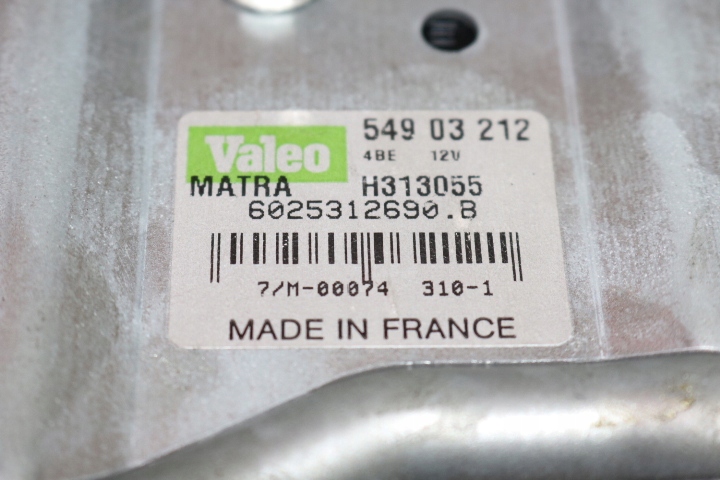 Valeo 549 03 212
4BE 12V
MATRA H313055
6025312690.B
7/M-00074 310-1
MADE IN FRANCE